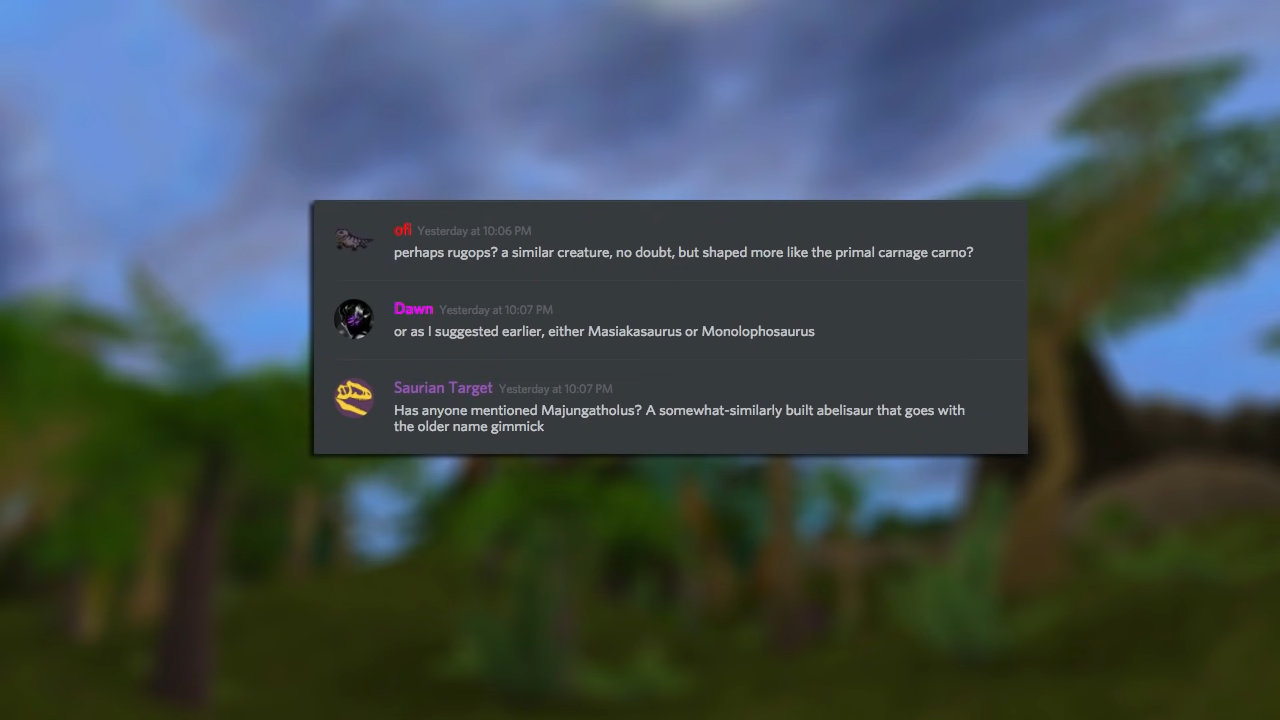 ofi Yesterday at 10:06 PM
perhaps rugops? a similar creature, no doubt, but shaped more like the primal carnage carno?
Dawn Yesterday at 10:07 PM
or as I suggested earlier, either Masiakasaurus or Monolophosaurus
Saurian Target Yesterday at 10:07 PM
Has anyone mentioned Majungatholus? A somewhat-similarly built abelisaur that goes with
the older name gimmick